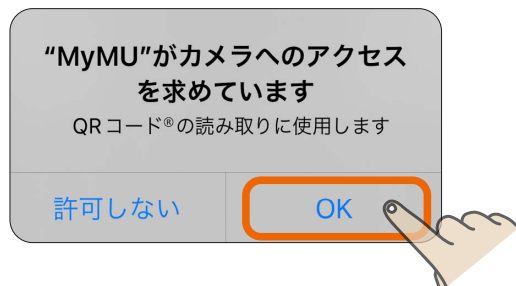 “MyMU”がカメラへのアクセス
を求めています
QRコード®の読み取りに使用します
許可しない
OK